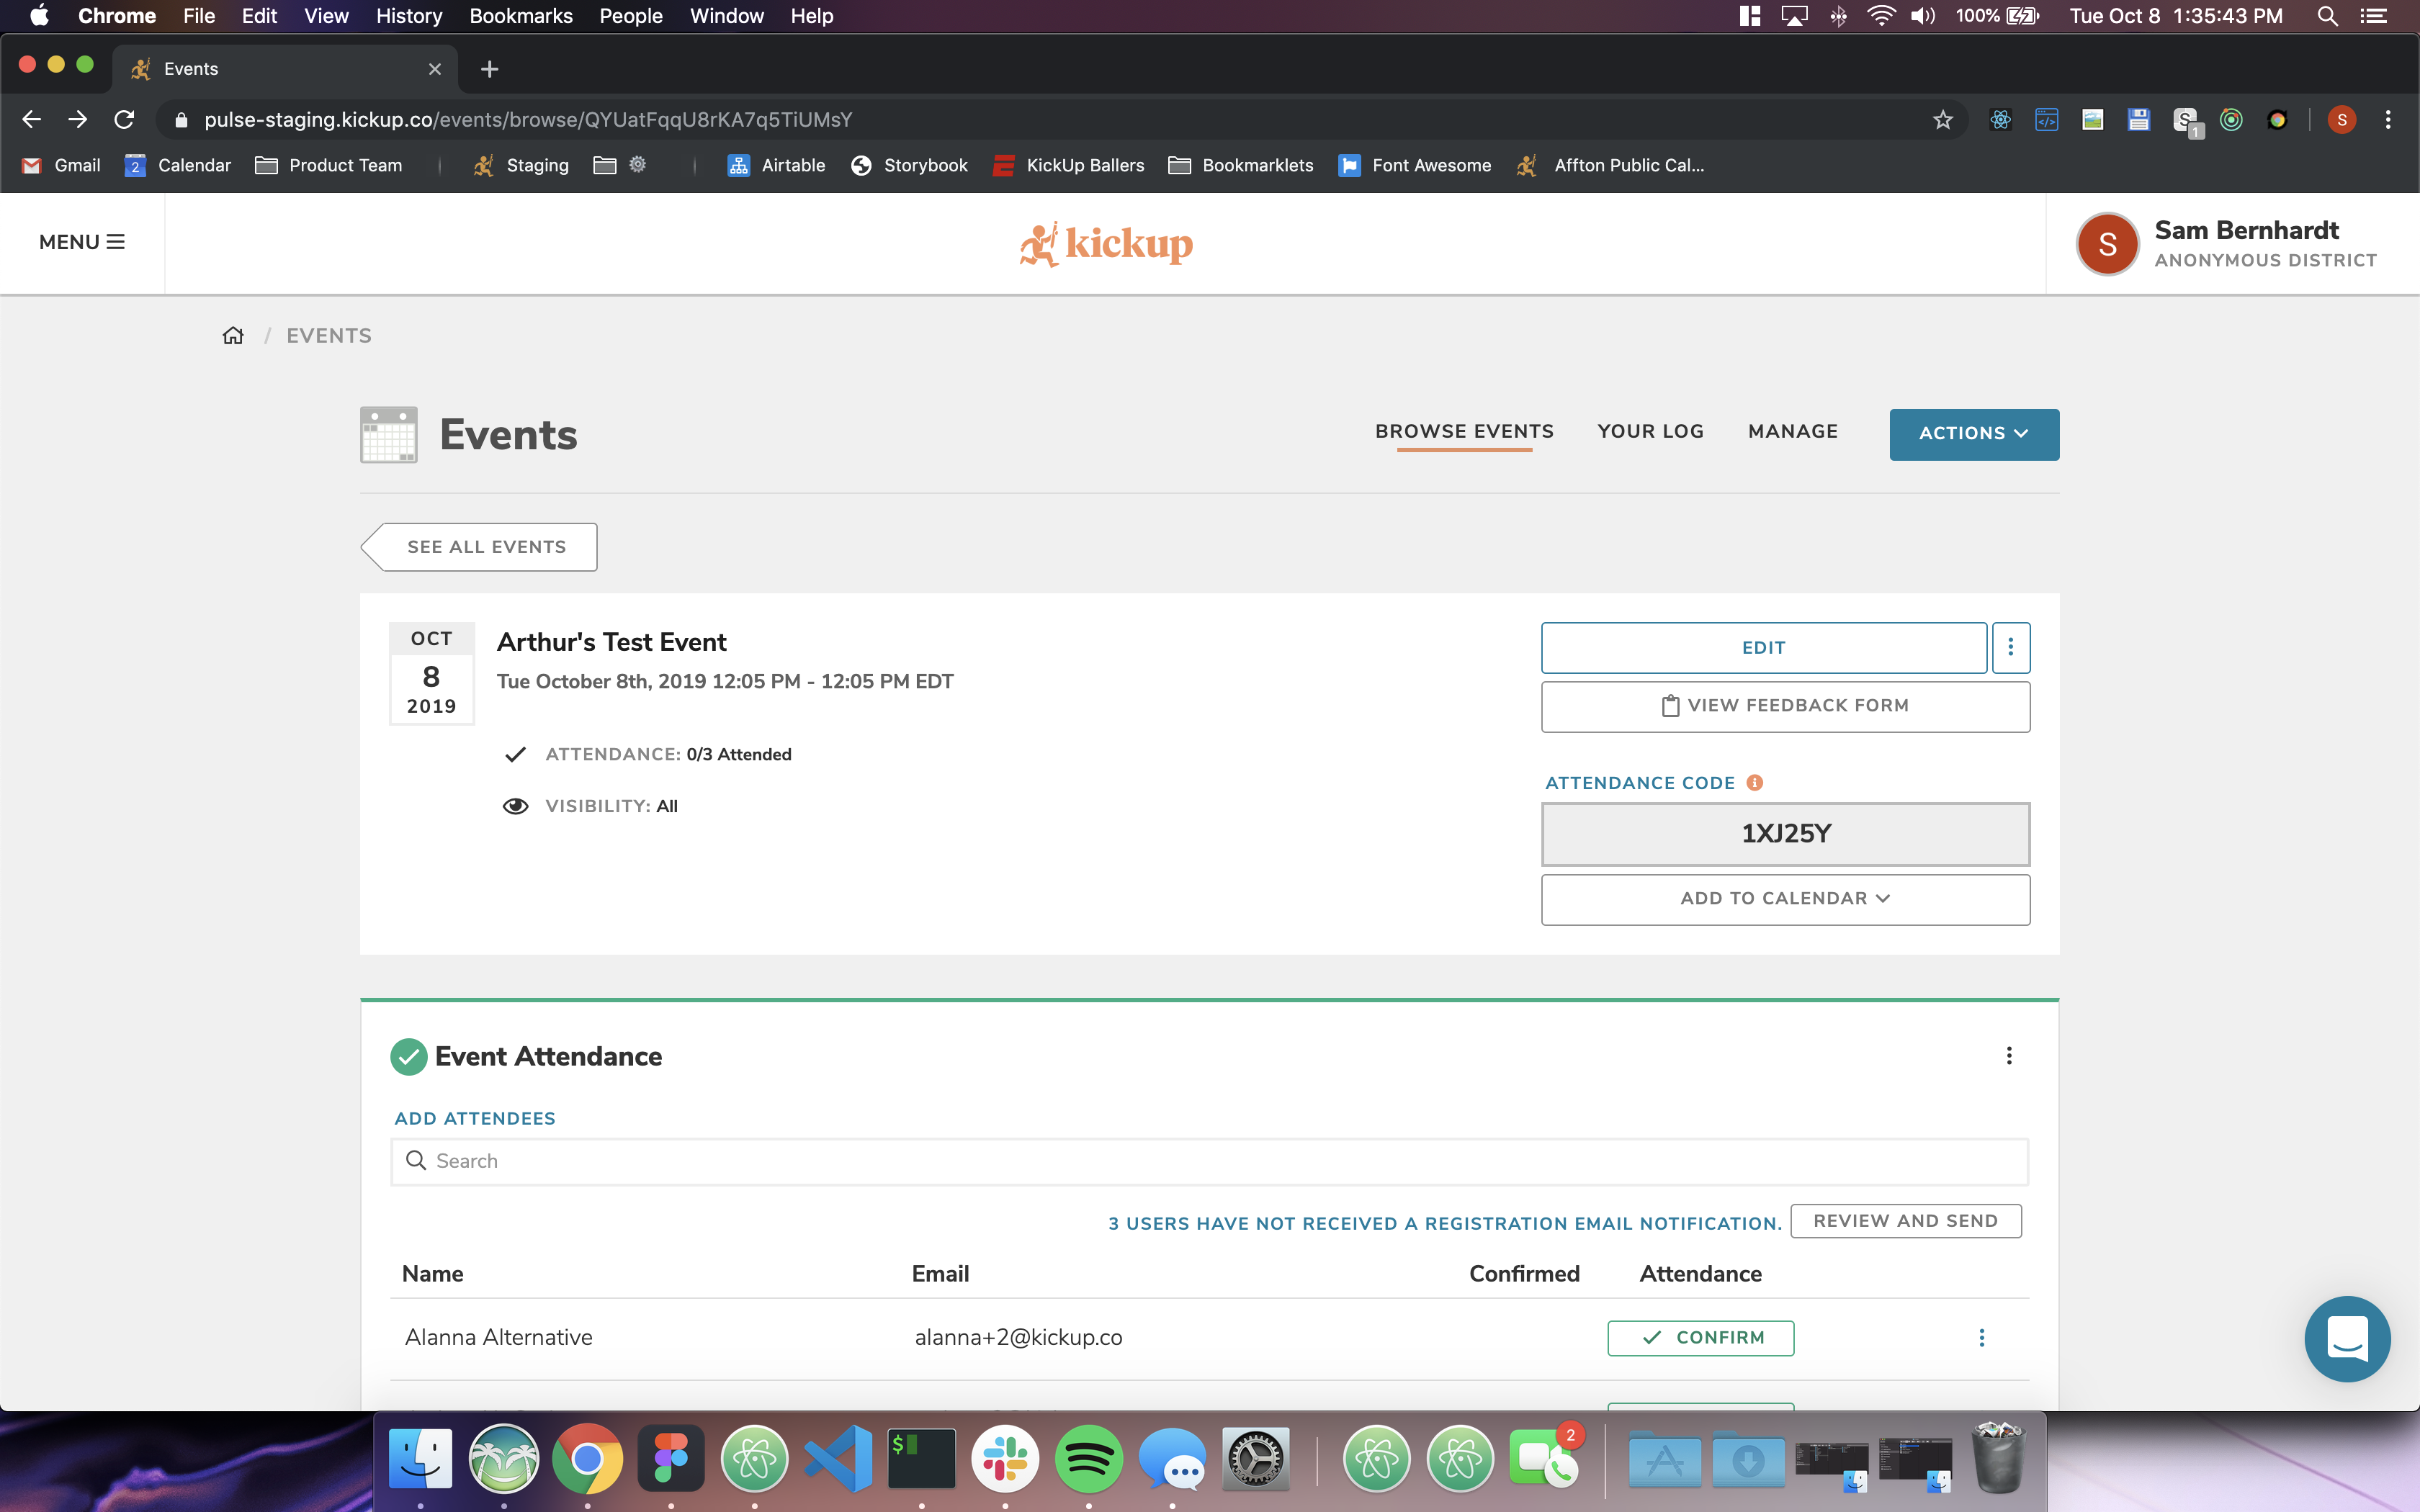 Chrome File Edit View History Bookmarks People Window Help 100% Tue Oct 8 1:35:43 PM
Events
pulse-staging.kickup.co/events/browse/QYUatFqqU8rKA7q5TiUMsY S 1 S
Gmail 2 Calendar Product Team Staging Airtable Storybook KickUp Ballers Bookmarklets Font Awesome Affton Public Cal...
MENU kickup S Sam Bernhardt
ANONYMOUS DISTRICT
/ EVENTS
Events BROWSE EVENTS YOUR LOG MANAGE ACTIONS
SEE ALL EVENTS
OCT
8
2019
Arthur's Test Event
Tue October 8th, 2019 12:05 PM - 12:05 PM EDT
ATTENDANCE: 0/3 Attended
VISIBILITY: All
EDIT
VIEW FEEDBACK FORM
ATTENDANCE CODE
1XJ25Y
ADD TO CALENDAR
Event Attendance
ADD ATTENDEES
Search
3 USERS HAVE NOT RECEIVED A REGISTRATION EMAIL NOTIFICATION. REVIEW AND SEND
Name Email Confirmed Attendance
Alanna Alternative alanna+2@kickup.co CONFIRM
$ 2